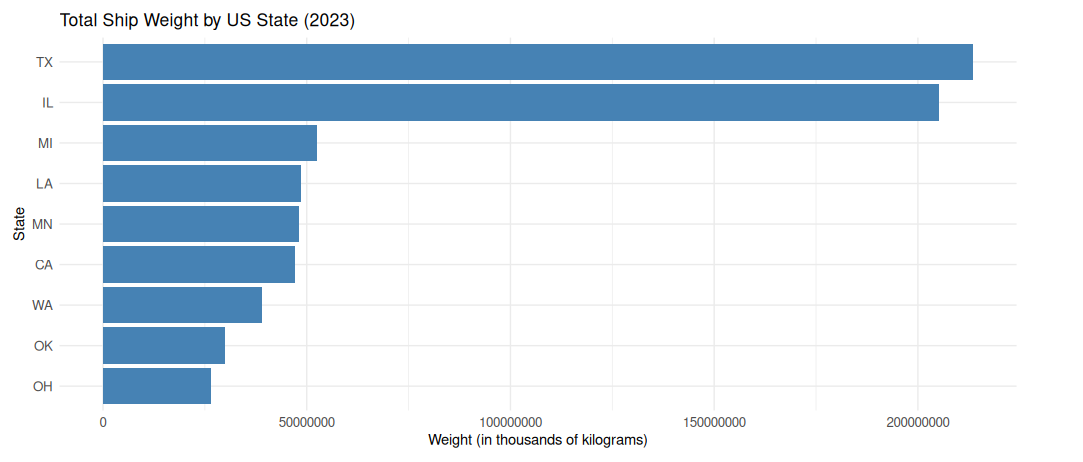 Total Ship Weight by US State (2023)
TX
IL
MI
LA
MN
CA
WA
OK
OH
State
0 50000000 100000000 150000000 200000000
Weight (in thousands of kilograms)